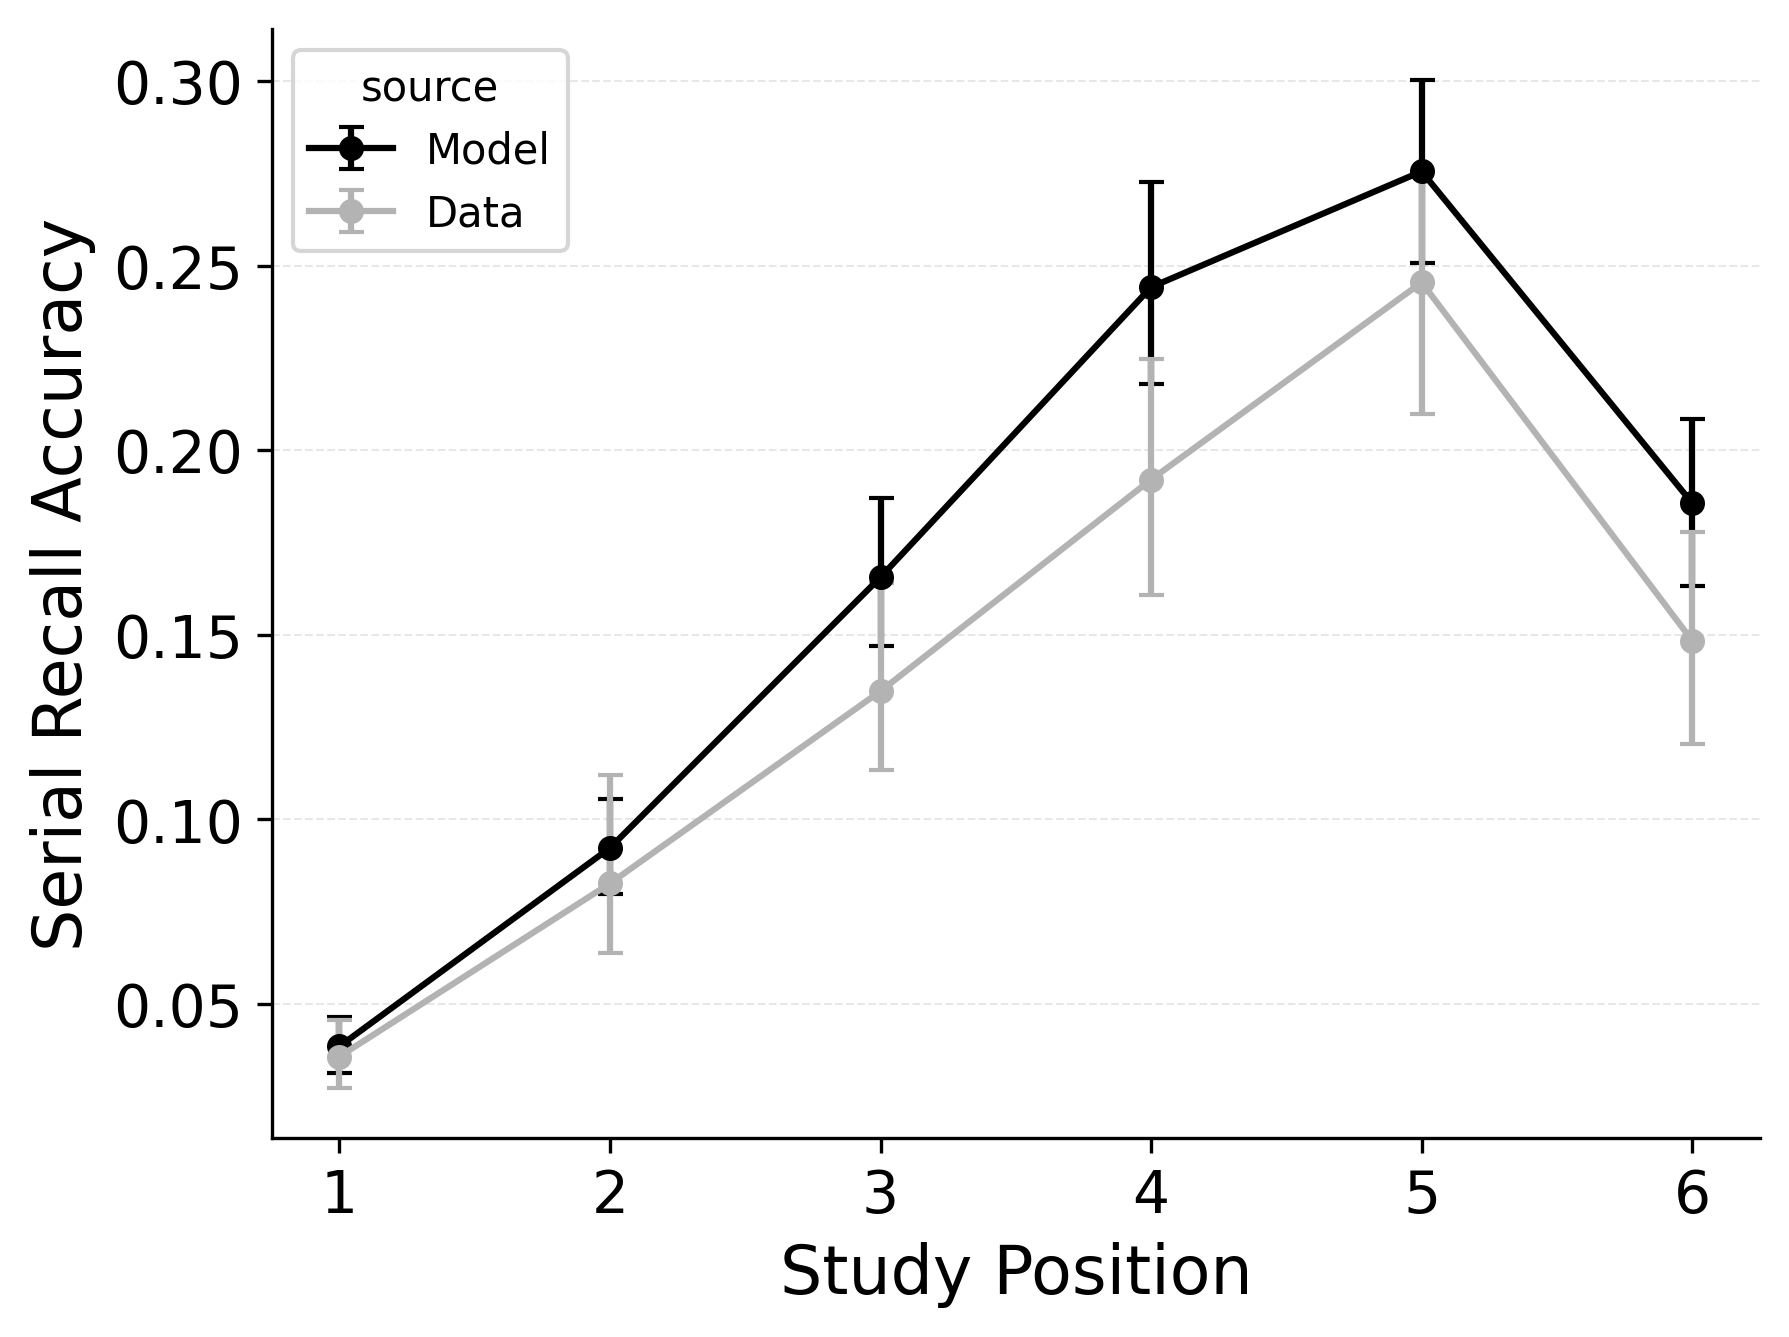 source
Model
Data
0.30
0.25
0.20
0.15
0.10
0.05
Serial Recall Accuracy
1 2 3 4 5 6
Study Position